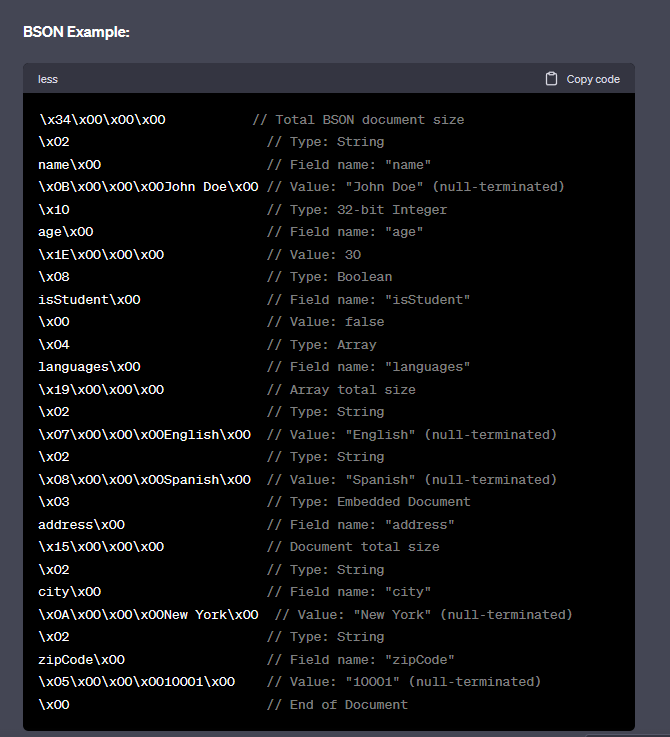 BSON Example:
less Copy code
\x34\x00\x00\x00 // Total BSON document size
\x02 // Type: String
name\x00 // Field name: "name"
\x0B\x00\x00\x00John Doe\x00 // Value: "John Doe" (null-terminated)
\x10 // Type: 32-bit Integer
age\x00 // Field name: "age"
\x1E\x00\x00\x00 // Value: 30
\x08 // Type: Boolean
isStudent\x00 // Field name: "isStudent"
\x00 // Value: false
\x04 // Type: Array
languages\x00 // Field name: "languages"
\x19\x00\x00\x00 // Array total size
\x02 // Type: String
\x07\x00\x00\x00English\x00 // Value: "English" (null-terminated)
\x02 // Type: String
\x08\x00\x00\x00Spanish\x00 // Value: "Spanish" (null-terminated)
\x03 // Type: Embedded Document
address\x00 // Field name: "address"
\x15\x00\x00\x00 // Document total size
\x02 // Type: String
city\x00 // Field name: "city"
\x0A\x00\x00\x00New York\x00 // Value: "New York" (null-terminated)
\x02 // Type: String
zipCode\x00 // Field name: "zipCode"
\x05\x00\x00\x0010001\x00 // Value: "10001" (null-terminated)
\x00 // End of Document